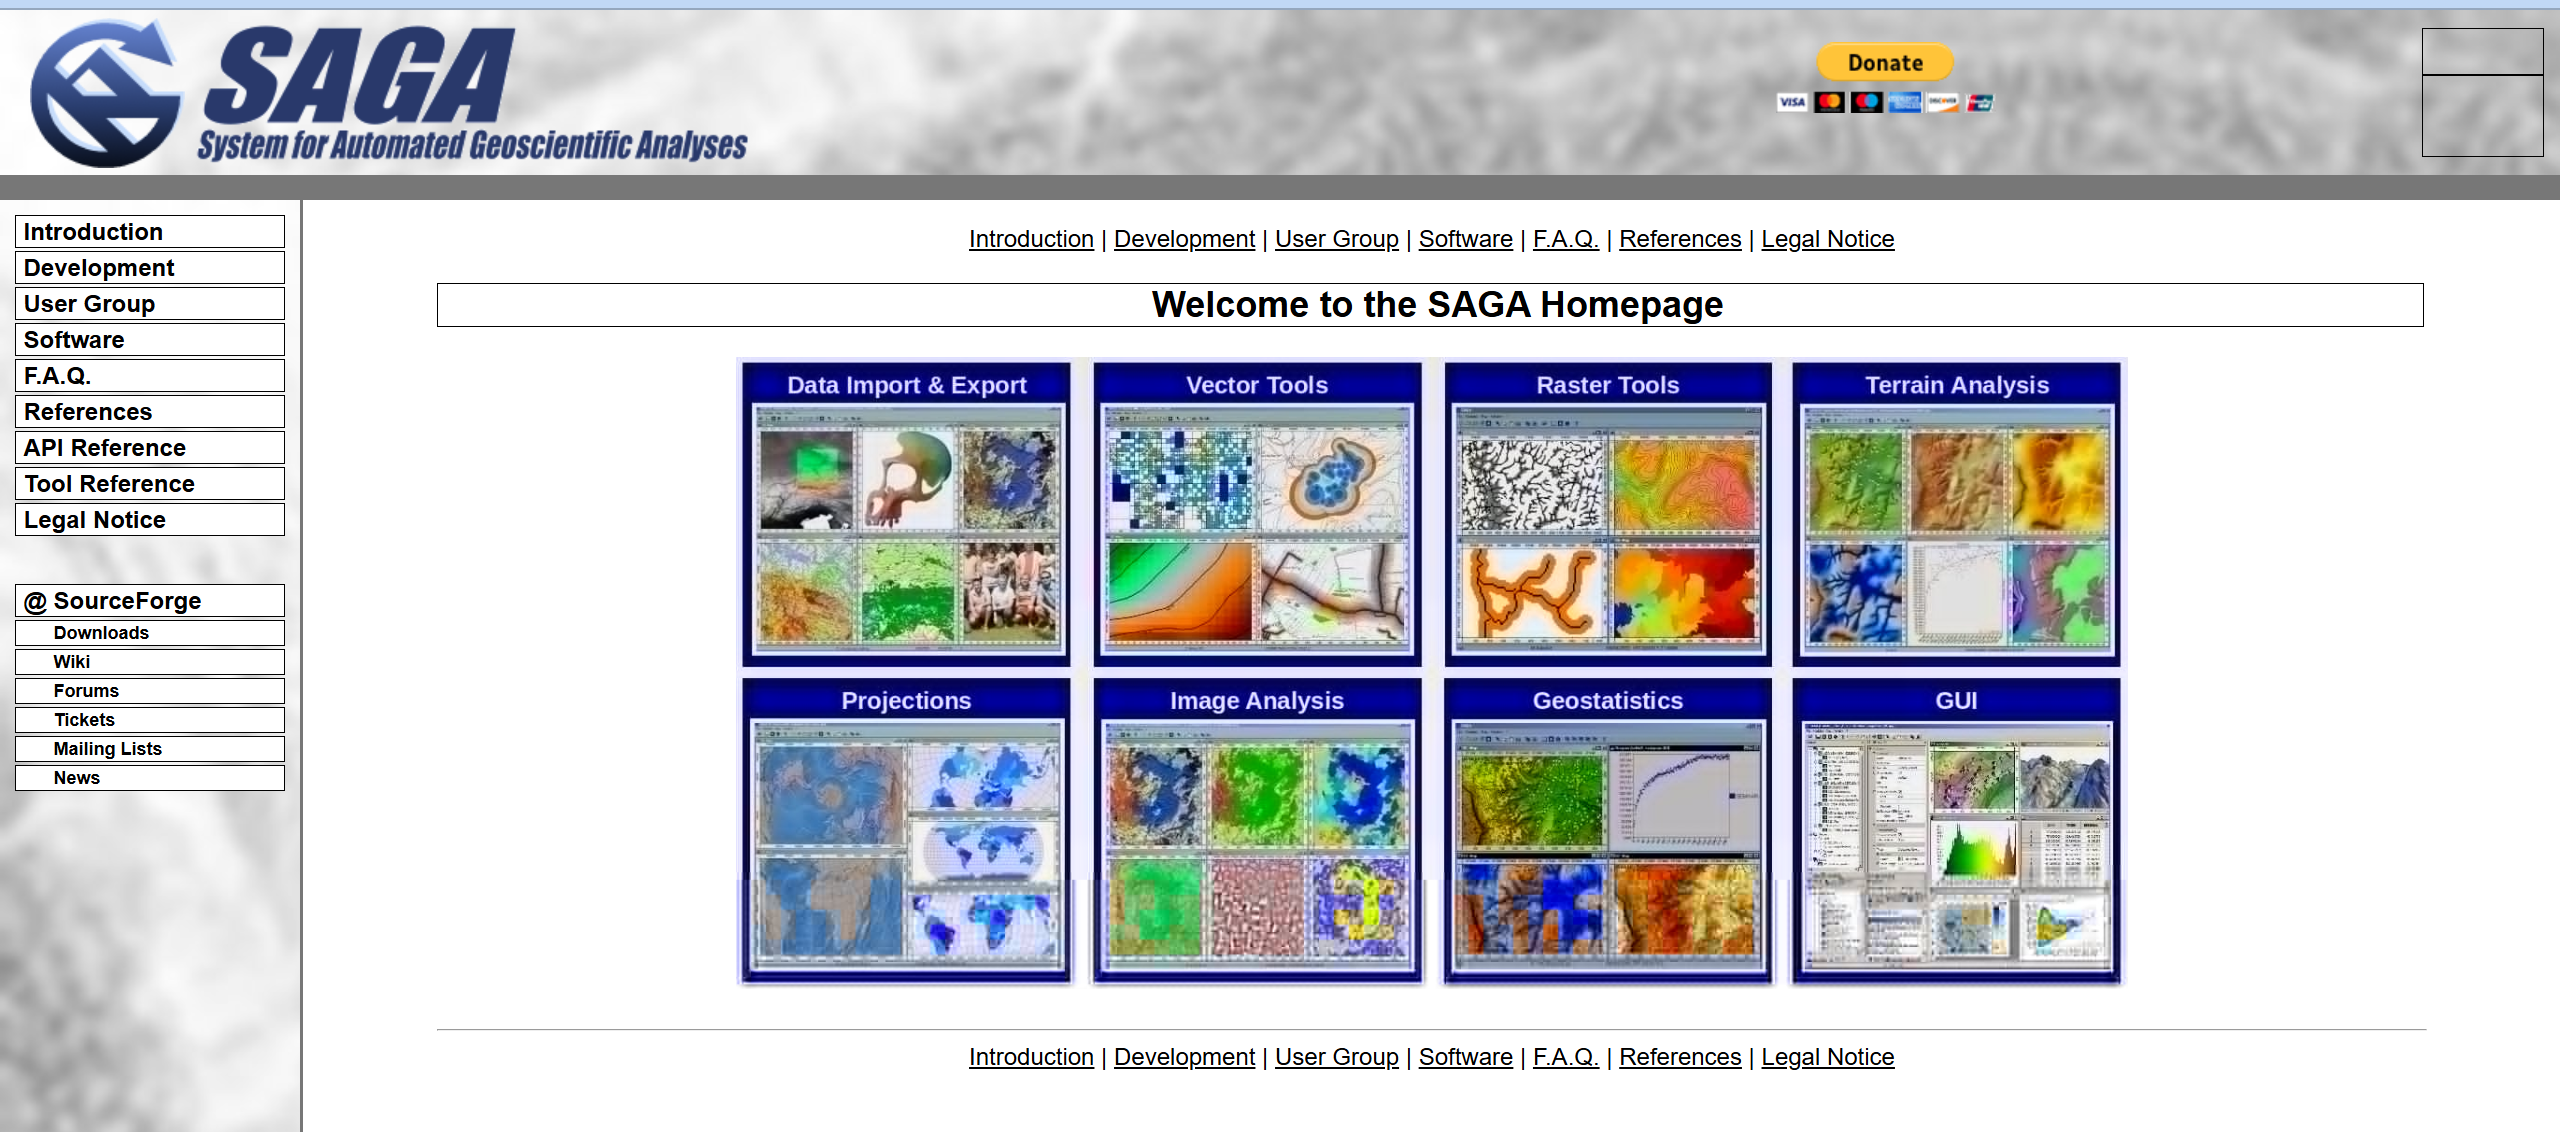 SAGA
System for Automated Geoscientific Analyses
Donate
VISA
DISCOVER
Introduction
Development
User Group
Software
F.A.Q.
References
API Reference
Tool Reference
Legal Notice
@ SourceForge
Downloads
Wiki
Forums
Tickets
Mailing Lists
News
Introduction | Development | User Group | Software | F.A.Q. | References | Legal Notice
Welcome to the SAGA Homepage
Data Import & Export
Vector Tools
Raster Tools
Terrain Analysis
Projections
Image Analysis
Geostatistics
GUI
Introduction | Development | User Group | Software | F.A.Q. | References | Legal Notice